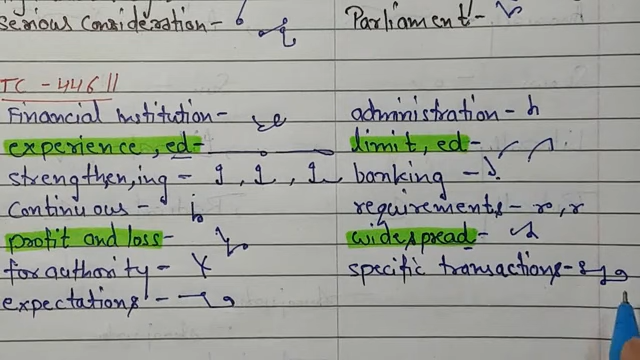 serious consideration -
Parliament -
TC - 446 ||
Financial institution -
experience, ed -
strengthen, ing - , ,
Continuous -
profit and loss -
for authority -
expectations -
administration -
limit, ed -
banking -
requirements -
widespread -
specific transactions -